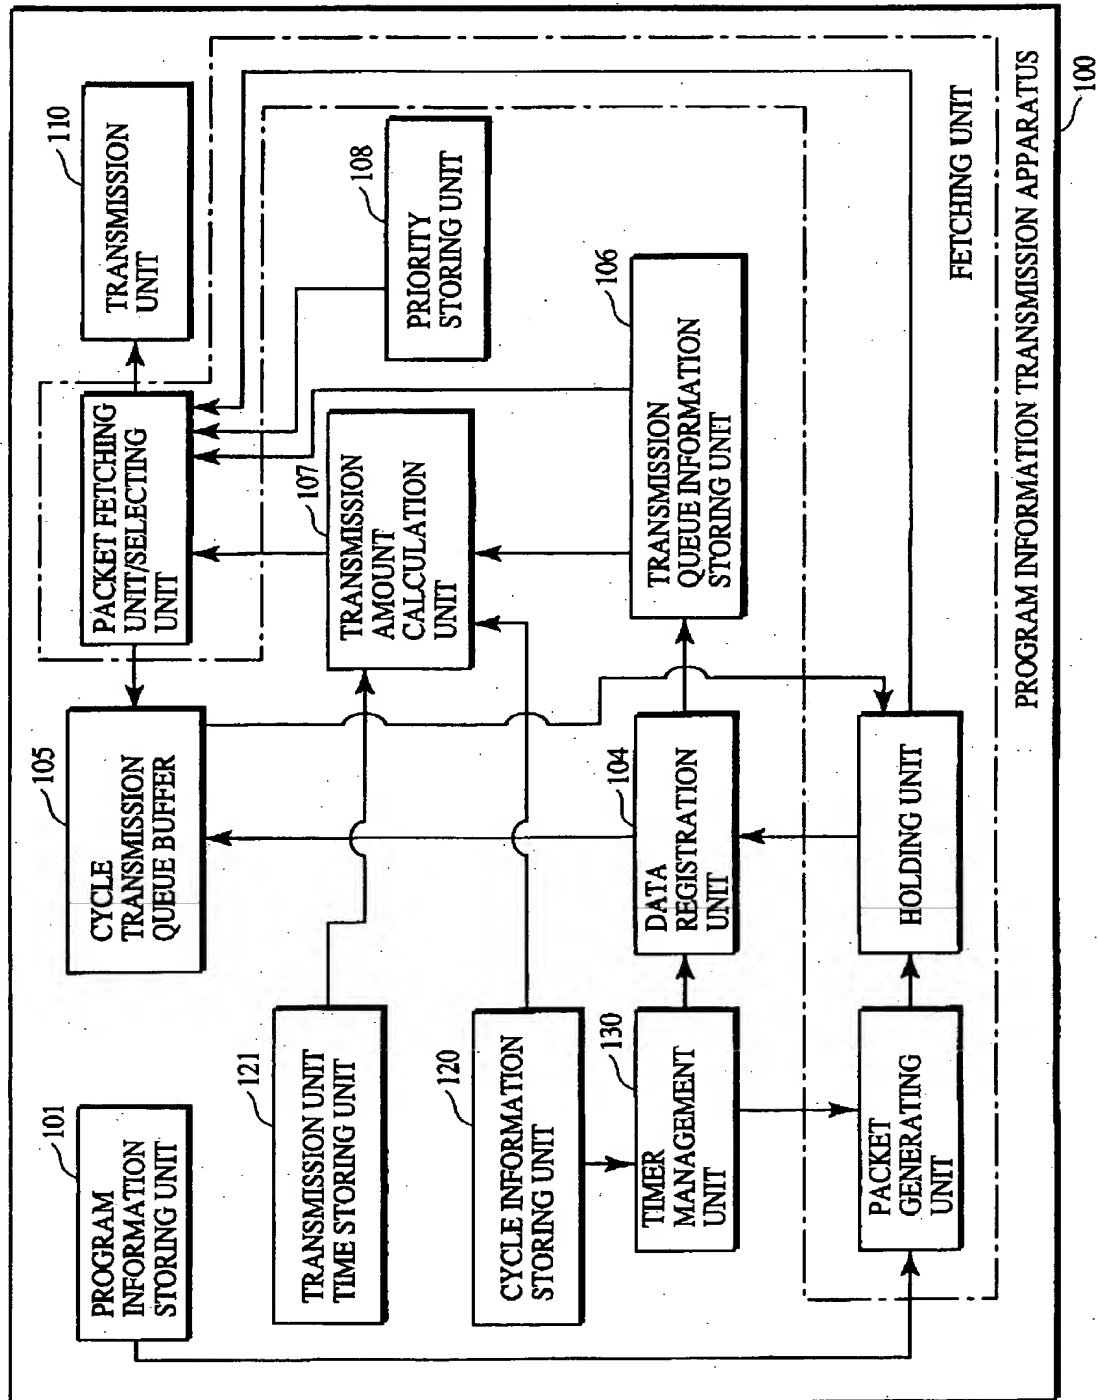 101
PROGRAM
INFORMATION
STORING UNIT
105
CYCLE
TRANSMISSION
QUEUE BUFFER
PACKET FETCHING
UNIT/SELECTING
UNIT
110
TRANSMISSION
UNIT
121
TRANSMISSION UNIT
TIME STORING UNIT
107
TRANSMISSION
AMOUNT
CALCULATION
UNIT
108
PRIORITY
STORING UNIT
120
CYCLE INFORMATION
STORING UNIT
130
TIMER
MANAGEMENT
UNIT
104
DATA
REGISTRATION
UNIT
106
TRANSMISSION
QUEUE INFORMATION
STORING UNIT
PACKET
GENERATING
UNIT
HOLDING UNIT
FETCHING UNIT
PROGRAM INFORMATION TRANSMISSION APPARATUS
100